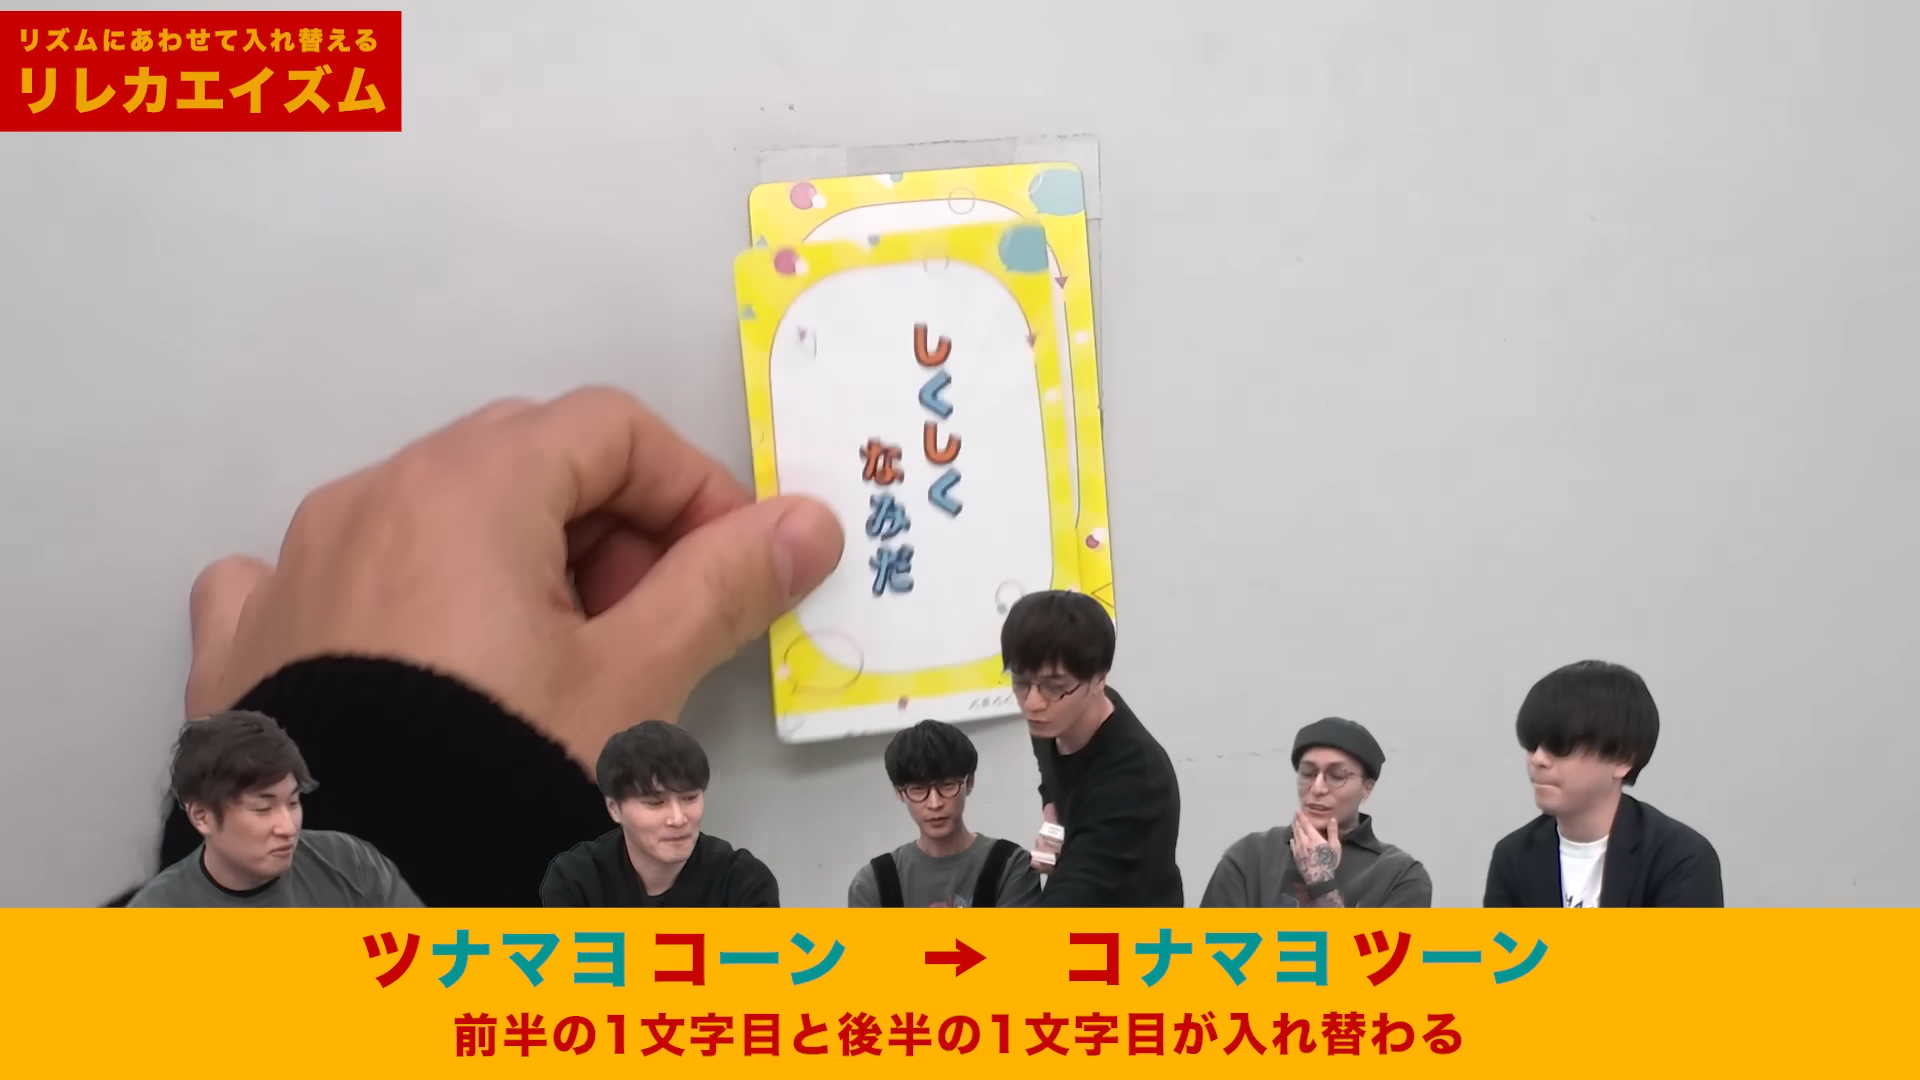 リズムにあわせて入れ替える
リレカエイズム
しくしく
なみだ
ツナマヨ コーン → コナマヨ ツーン
前半の1文字目と後半の1文字目が入れ替わる